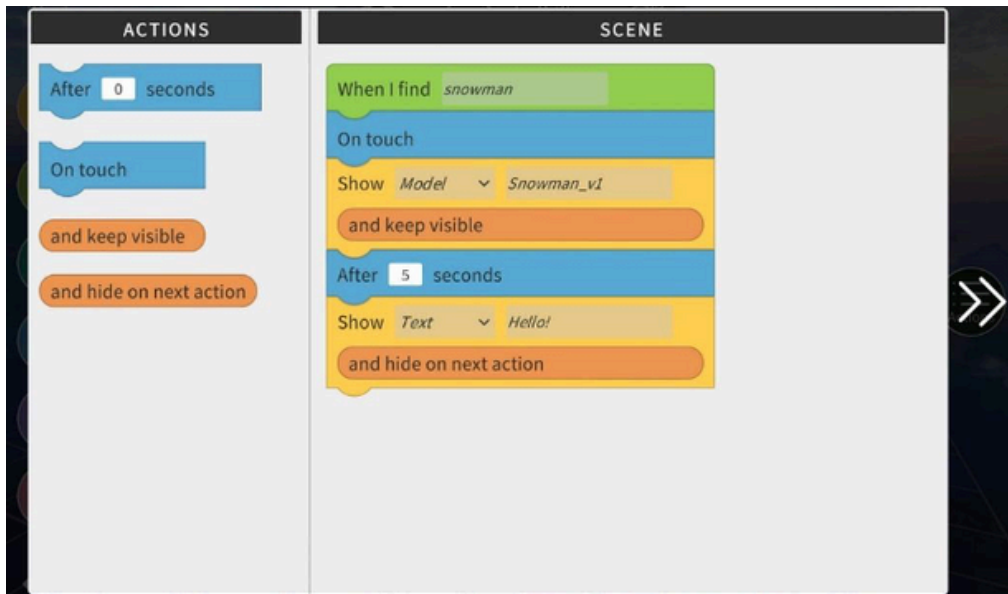 ACTIONS
After 0 seconds
On touch
and keep visible
and hide on next action
SCENE
When I find snowman
On touch
Show Model Snowman_v1
and keep visible
After 5 seconds
Show Text Hello!
and hide on next action